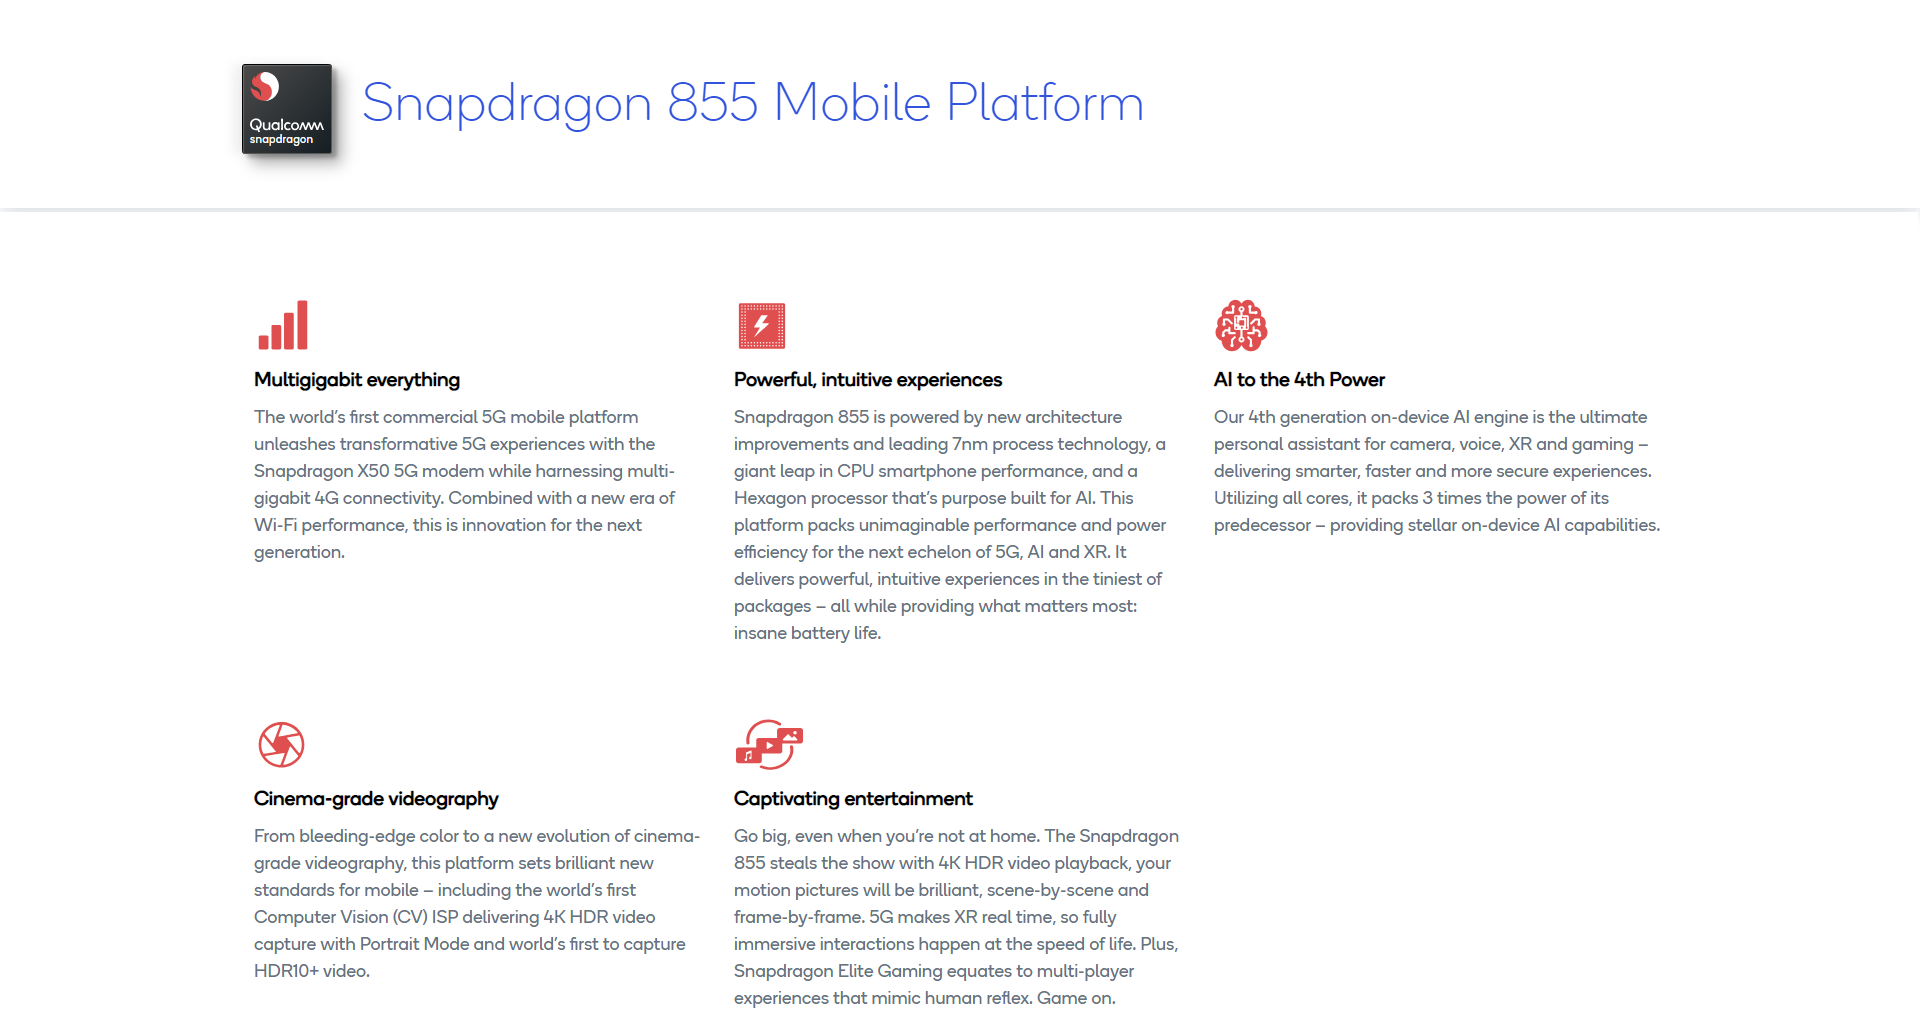 Qualcomm
snapdragon
Snapdragon 855 Mobile Platform
Multigigabit everything
The world’s first commercial 5G mobile platform
unleashes transformative 5G experiences with the
Snapdragon X50 5G modem while harnessing multi-
gigabit 4G connectivity. Combined with a new era of
Wi-Fi performance, this is innovation for the next
generation.
Powerful, intuitive experiences
Snapdragon 855 is powered by new architecture
improvements and leading 7nm process technology, a
giant leap in CPU smartphone performance, and a
Hexagon processor that’s purpose built for AI. This
platform packs unimaginable performance and power
efficiency for the next echelon of 5G, AI and XR. It
delivers powerful, intuitive experiences in the tiniest of
packages – all while providing what matters most:
insane battery life.
AI to the 4th Power
Our 4th generation on-device AI engine is the ultimate
personal assistant for camera, voice, XR and gaming –
delivering smarter, faster and more secure experiences.
Utilizing all cores, it packs 3 times the power of its
predecessor – providing stellar on-device AI capabilities.
Cinema-grade videography
From bleeding-edge color to a new evolution of cinema-
grade videography, this platform sets brilliant new
standards for mobile – including the world’s first
Computer Vision (CV) ISP delivering 4K HDR video
capture with Portrait Mode and world’s first to capture
HDR10+ video.
Captivating entertainment
Go big, even when you’re not at home. The Snapdragon
855 steals the show with 4K HDR video playback, your
motion pictures will be brilliant, scene-by-scene and
frame-by-frame. 5G makes XR real time, so fully
immersive interactions happen at the speed of life. Plus,
Snapdragon Elite Gaming equates to multi-player
experiences that mimic human reflex. Game on.